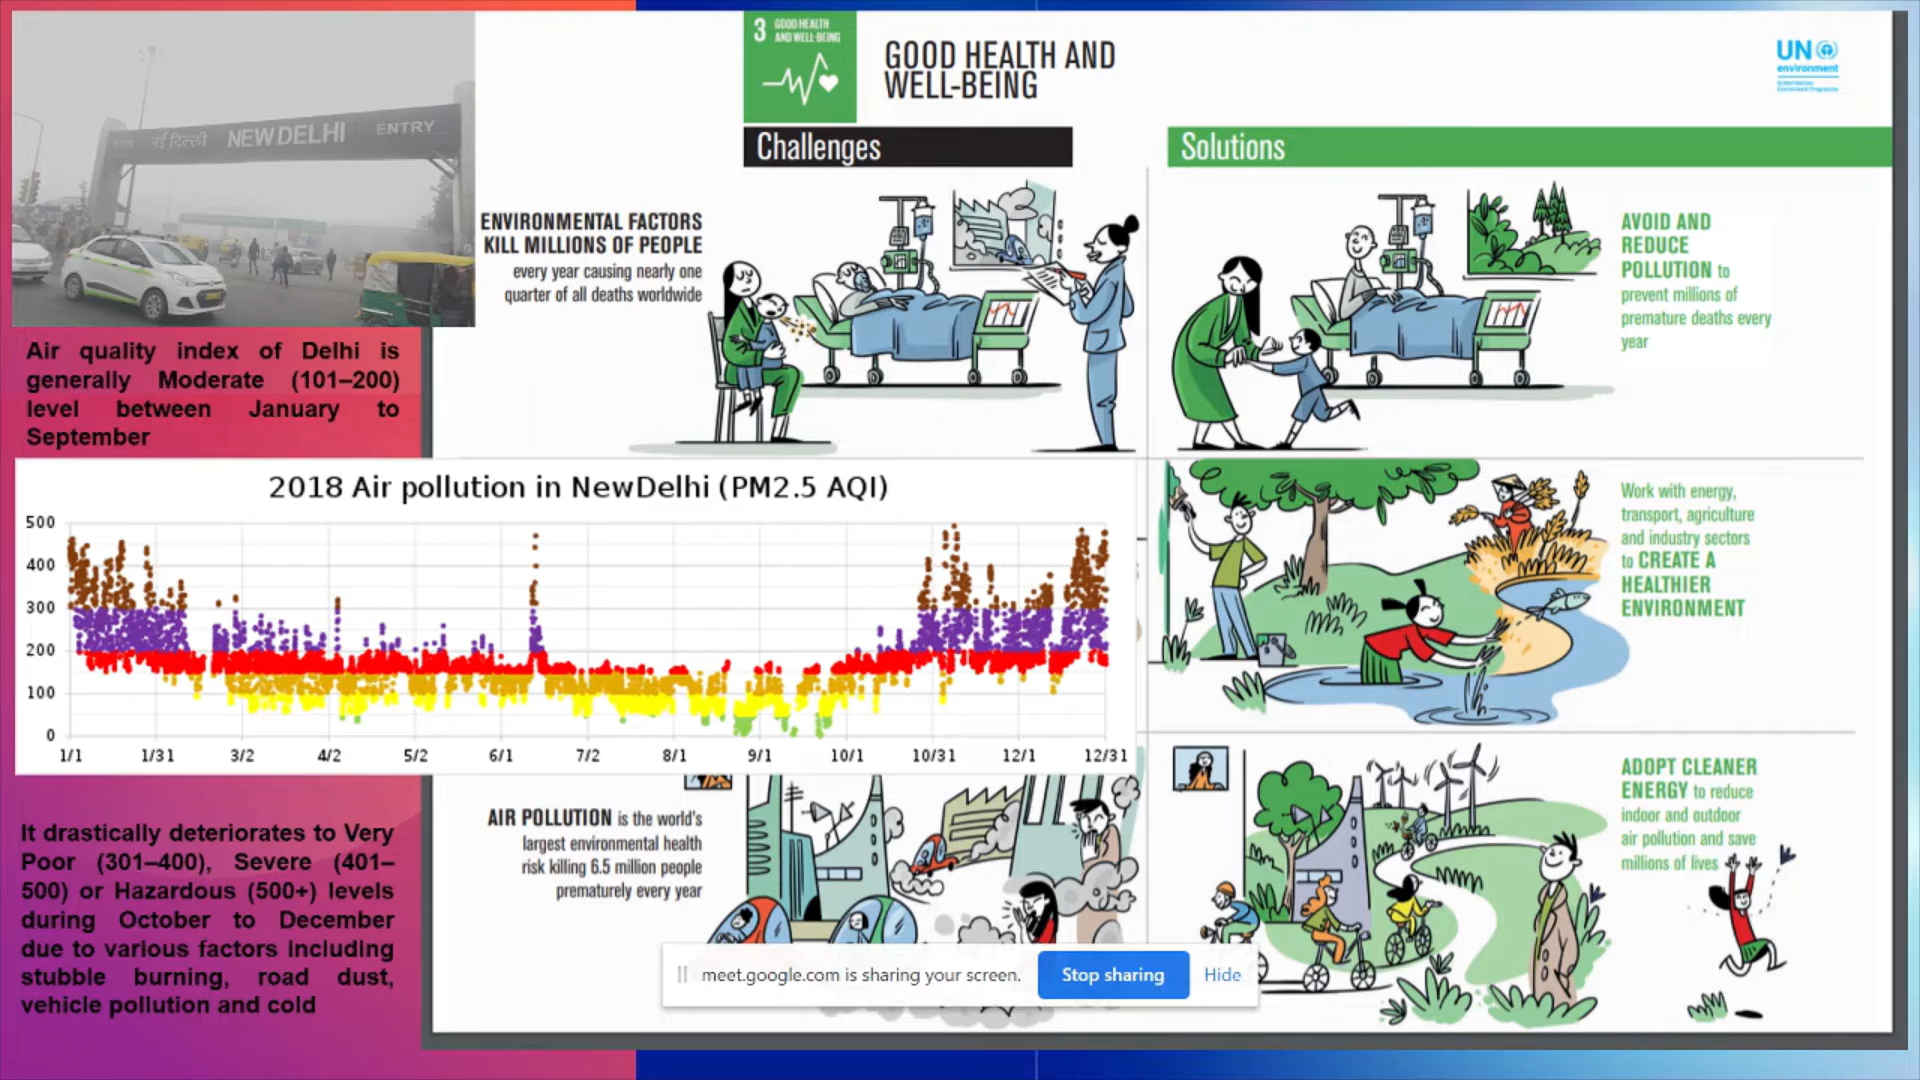 नई दिल्ली NEW DELHI ENTRY
3 GOOD HEALTH
AND WELL-BEING
GOOD HEALTH AND
WELL-BEING
UN
environment
United Nations
Environment Programme
Challenges
Solutions
ENVIRONMENTAL FACTORS
KILL MILLIONS OF PEOPLE
every year causing nearly one
quarter of all deaths worldwide
AVOID AND
REDUCE
POLLUTION to
prevent millions of
premature deaths every
year
Air quality index of Delhi is
generally Moderate (101–200)
level between January to
September
2018 Air pollution in NewDelhi (PM2.5 AQI)
500
400
300
200
100
0
1/1 1/31 3/2 4/2 5/2 6/1 7/2 8/1 9/1 10/1 10/31 12/1 12/31
Work with energy,
transport, agriculture
and industry sectors
to CREATE A
HEALTHIER
ENVIRONMENT
It drastically deteriorates to Very
Poor (301–400), Severe (401–
500) or Hazardous (500+) levels
during October to December
due to various factors including
stubble burning, road dust,
vehicle pollution and cold
AIR POLLUTION is the world's
largest environmental health
risk killing 6.5 million people
prematurely every year
ADOPT CLEANER
ENERGY to reduce
indoor and outdoor
air pollution and save
millions of lives
meet.google.com is sharing your screen.
Stop sharing
Hide